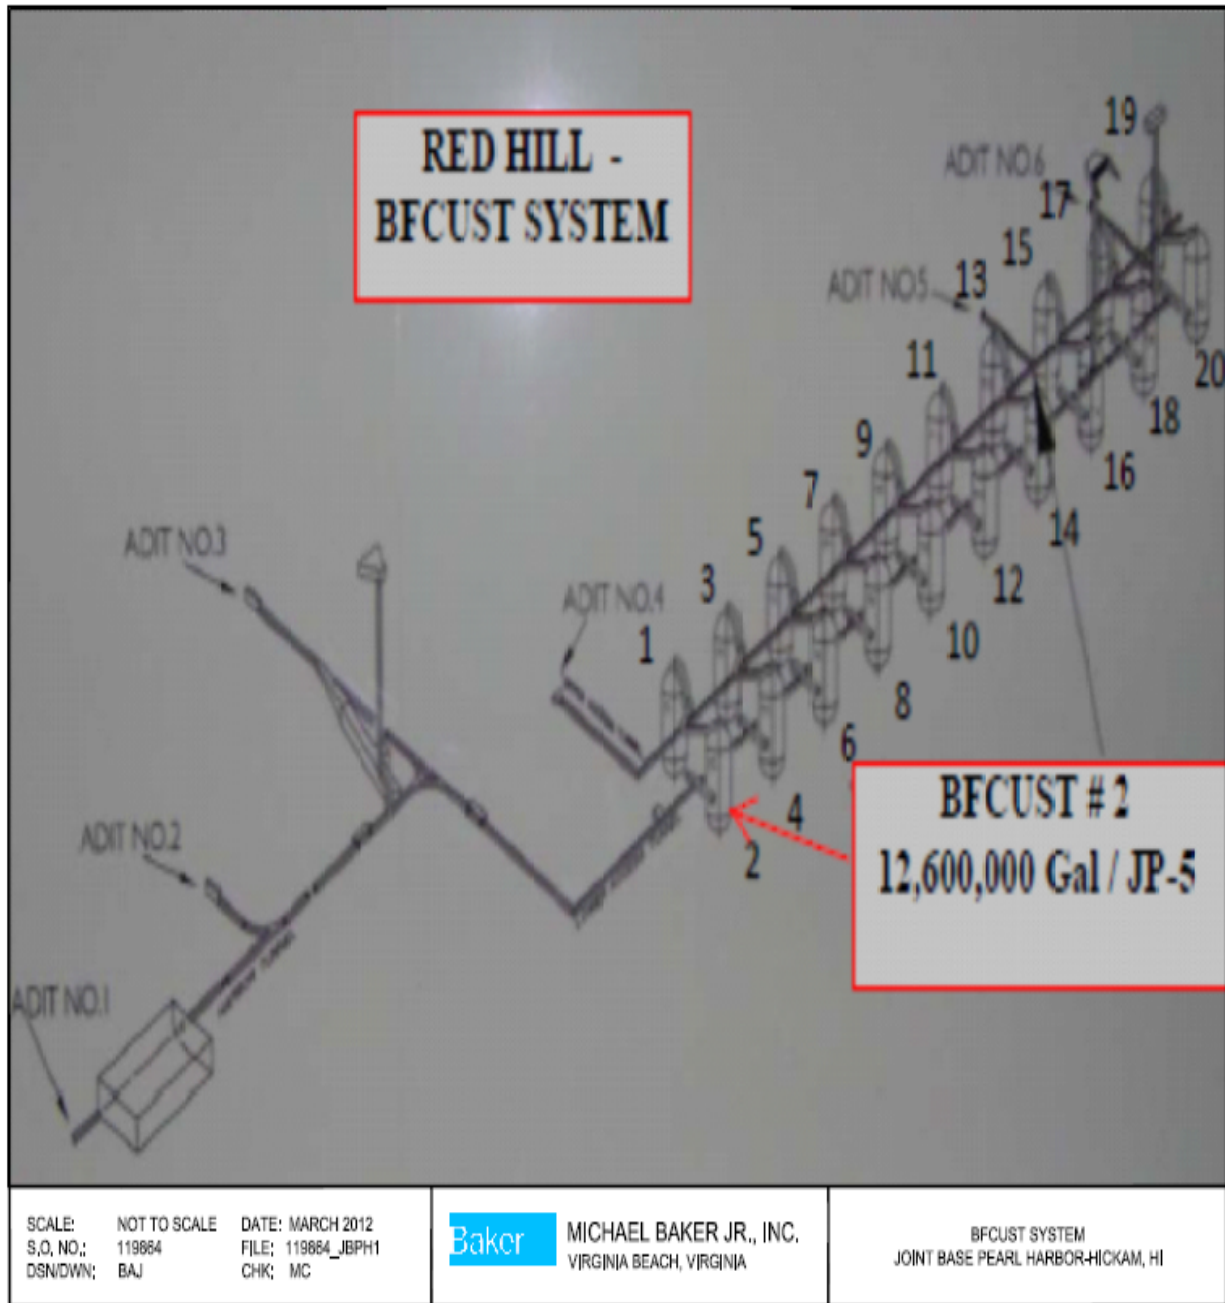 RED HILL -
BFCUST SYSTEM
19
ADIT NO.6
17
15
ADIT NO5
13
11
20
18
9
16
7
14
5
12
ADIT NO.3
3
10
ADIT NO.4
1
8
6
BFCUST # 2
12,600,000 Gal / JP-5
4
2
ADIT NO.2
ADIT NO.1
SCALE: NOT TO SCALE DATE: MARCH 2012
S.O. NO.: 119864 FILE: 119864_JBPH1
DSN/DWN: BAJ CHK: MC
Baker
MICHAEL BAKER JR., INC.
VIRGINIA BEACH, VIRGINIA
BFCUST SYSTEM
JOINT BASE PEARL HARBOR-HICKAM, HI